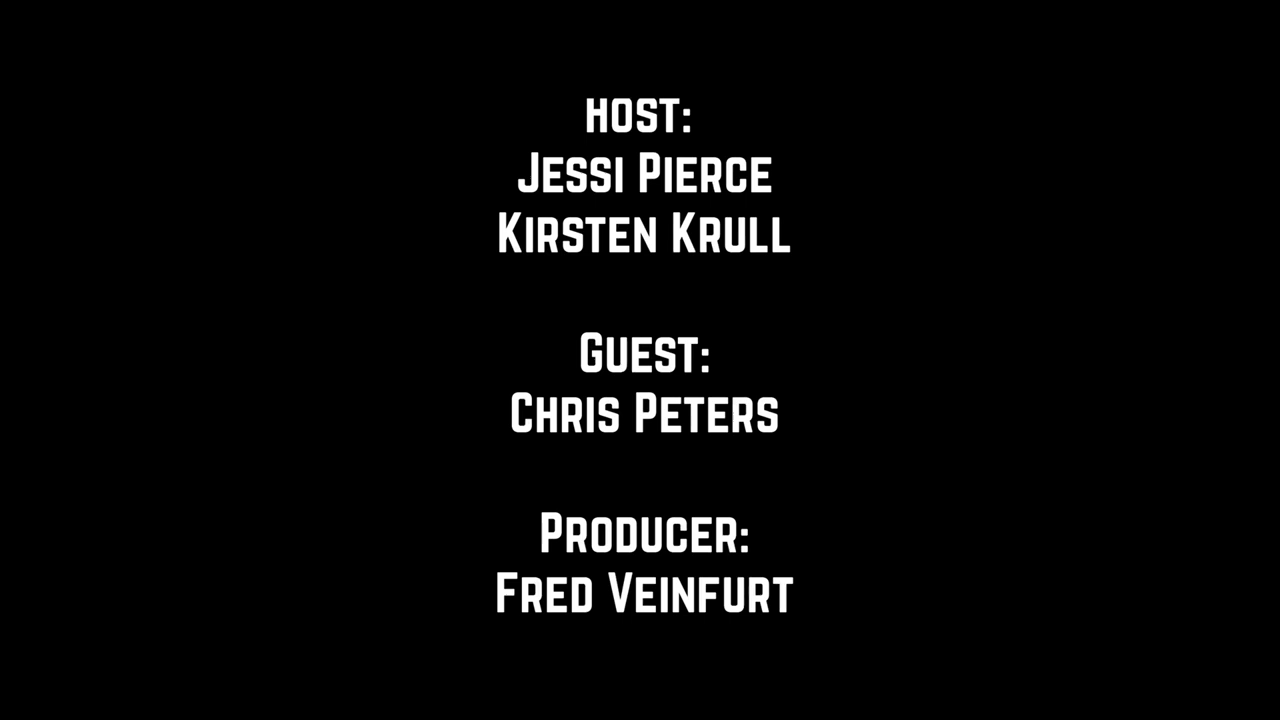 HOST:
JESSI PIERCE
KIRSTEN KRULL
GUEST:
CHRIS PETERS
PRODUCER:
FRED VEINFURT